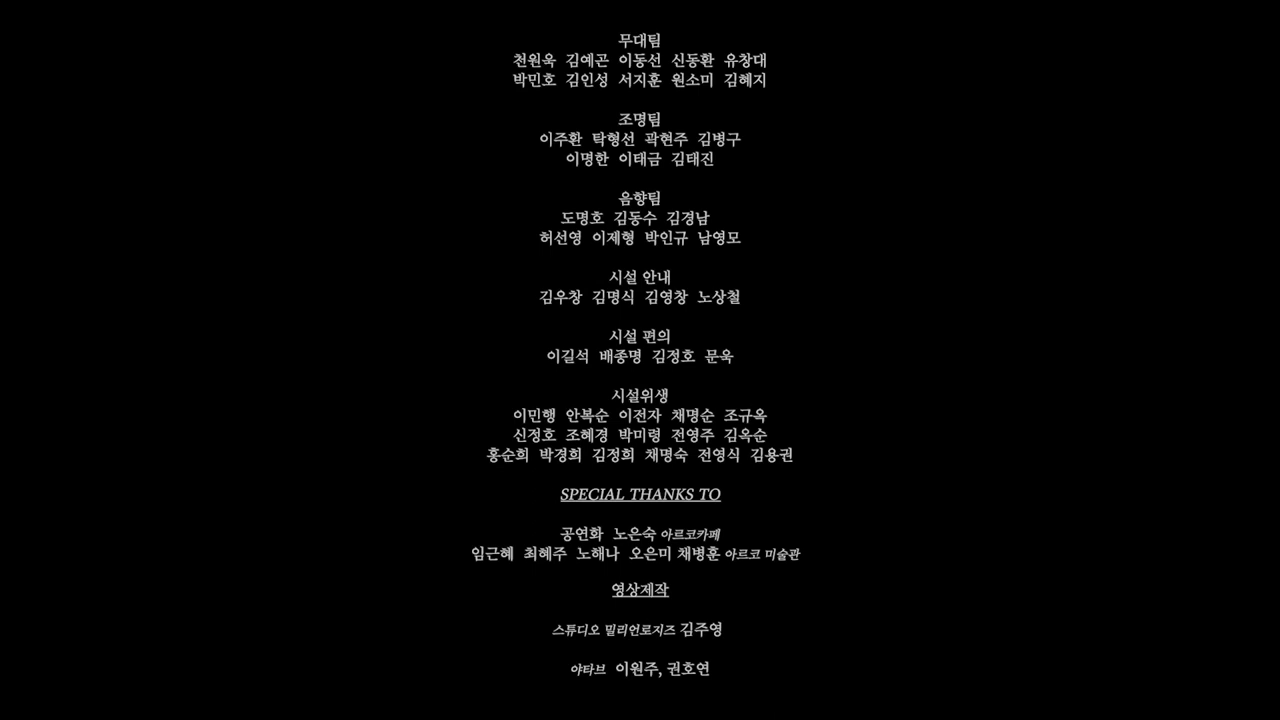 무대팀
천원욱 김예곤 이동선 신동환 유창대
박민호 김인성 서지훈 원소미 김혜지
조명팀
이주환 탁형선 곽현주 김병구
이명한 이태금 김태진
음향팀
도명호 김동수 김경남
허선영 이제형 박인규 남영모
시설 안내
김우창 김명식 김영창 노상철
시설 편의
이길석 배종명 김정호 문욱
시설위생
이민행 안복순 이전자 채명순 조규옥
신정호 조혜경 박미령 전영주 김옥순
홍순희 박경희 김정희 채명숙 전영식 김용권
SPECIAL THANKS TO
공연화 노은숙 아르코카페
임근혜 최혜주 노해나 오은미 채병훈 아르코 미술관
영상제작
스튜디오 밀리언로지즈 김주영
야타브 이원주, 권호연